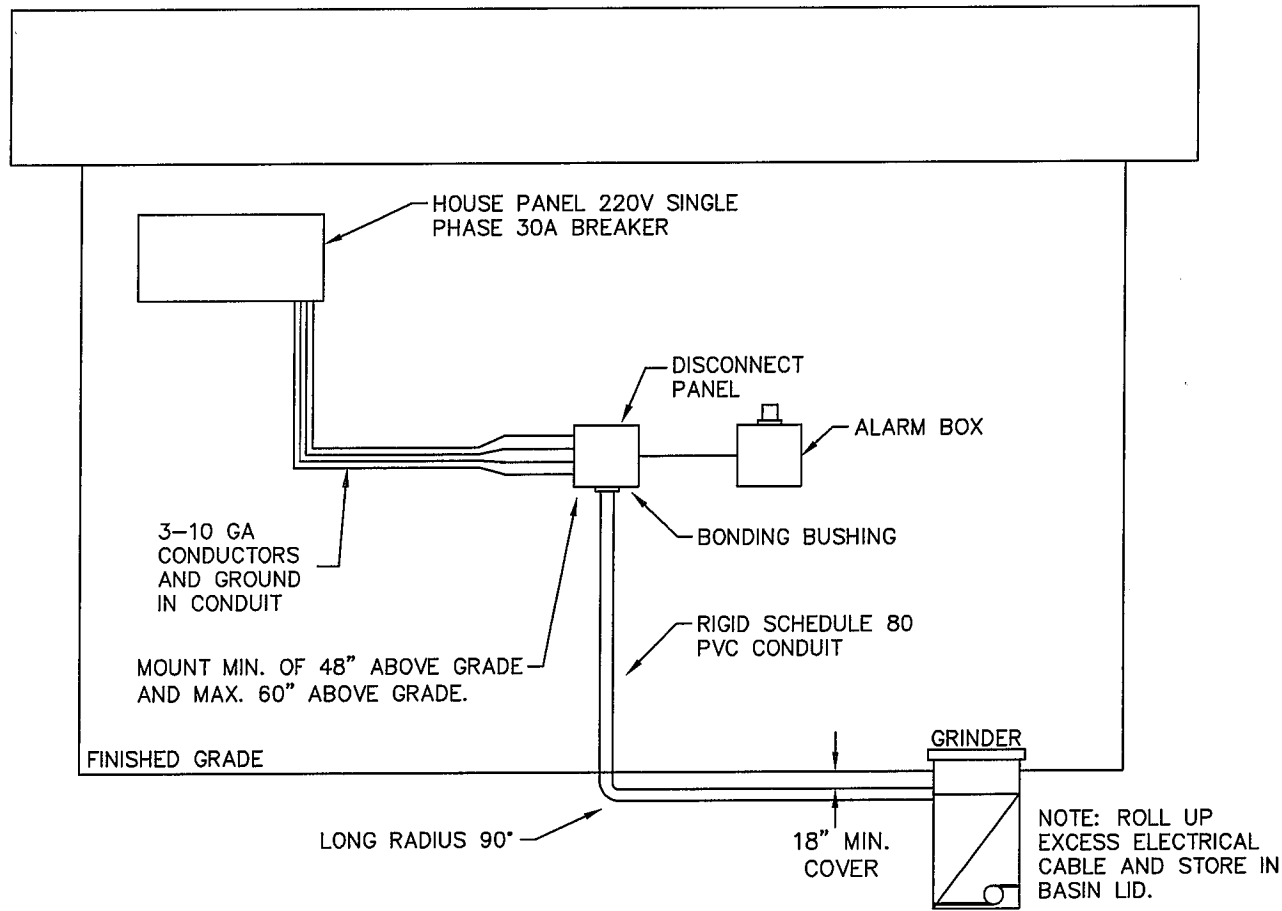 HOUSE PANEL 220V SINGLE
PHASE 30A BREAKER
DISCONNECT
PANEL
ALARM BOX
3-10 GA
CONDUCTORS
AND GROUND
IN CONDUIT
BONDING BUSHING
RIGID SCHEDULE 80
PVC CONDUIT
MOUNT MIN. OF 48" ABOVE GRADE
AND MAX. 60" ABOVE GRADE.
FINISHED GRADE
GRINDER
LONG RADIUS 90°
18" MIN.
COVER
NOTE: ROLL UP
EXCESS ELECTRICAL
CABLE AND STORE IN
BASIN LID.